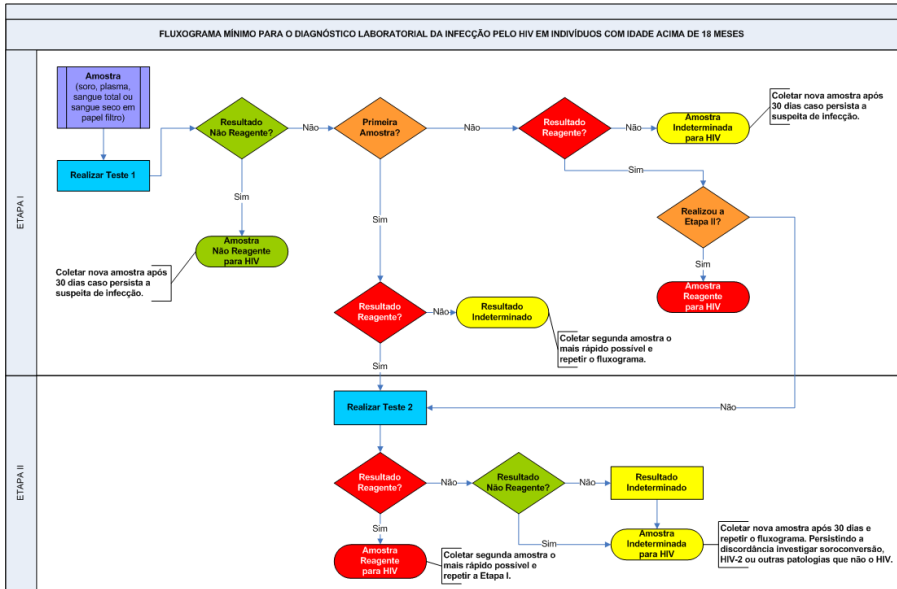 FLUXOGRAMA MÍNIMO PARA O DIAGNÓSTICO LABORATORIAL DA INFECÇÃO PELO HIV EM INDIVÍDUOS COM IDADE ACIMA DE 18 MESES
ETAPA I
Amostra
(soro, plasma,
sangue total ou
sangue seco em
papel filtro)
Realizar Teste 1
Resultado
Não Reagente?
Não
Sim
Amostra
Não Reagente
para HIV
Coletar nova amostra após
30 dias caso persista a
suspeita de infecção.
Primeira
Amostra?
Não
Sim
Resultado
Reagente?
Não
Sim
Amostra
Indeterminada
para HIV
Coletar nova amostra após
30 dias caso persista a
suspeita de infecção.
Realizou a
Etapa II?
Sim
Não
Amostra
Reagente
para HIV
Resultado
Reagente?
Não
Sim
Resultado
Indeterminado
Coletar segunda amostra o
mais rápido possível e
repetir o fluxograma.
ETAPA II
Realizar Teste 2
Resultado
Reagente?
Não
Sim
Amostra
Reagente
para HIV
Coletar segunda amostra o
mais rápido possível e
repetir a Etapa I.
Resultado
Não Reagente?
Não
Sim
Resultado
Indeterminado
Amostra
Indeterminada
para HIV
Coletar nova amostra após 30 dias e
repetir o fluxograma. Persistindo a
discordância investigar soroconversão,
HIV-2 ou outras patologias que não o HIV.